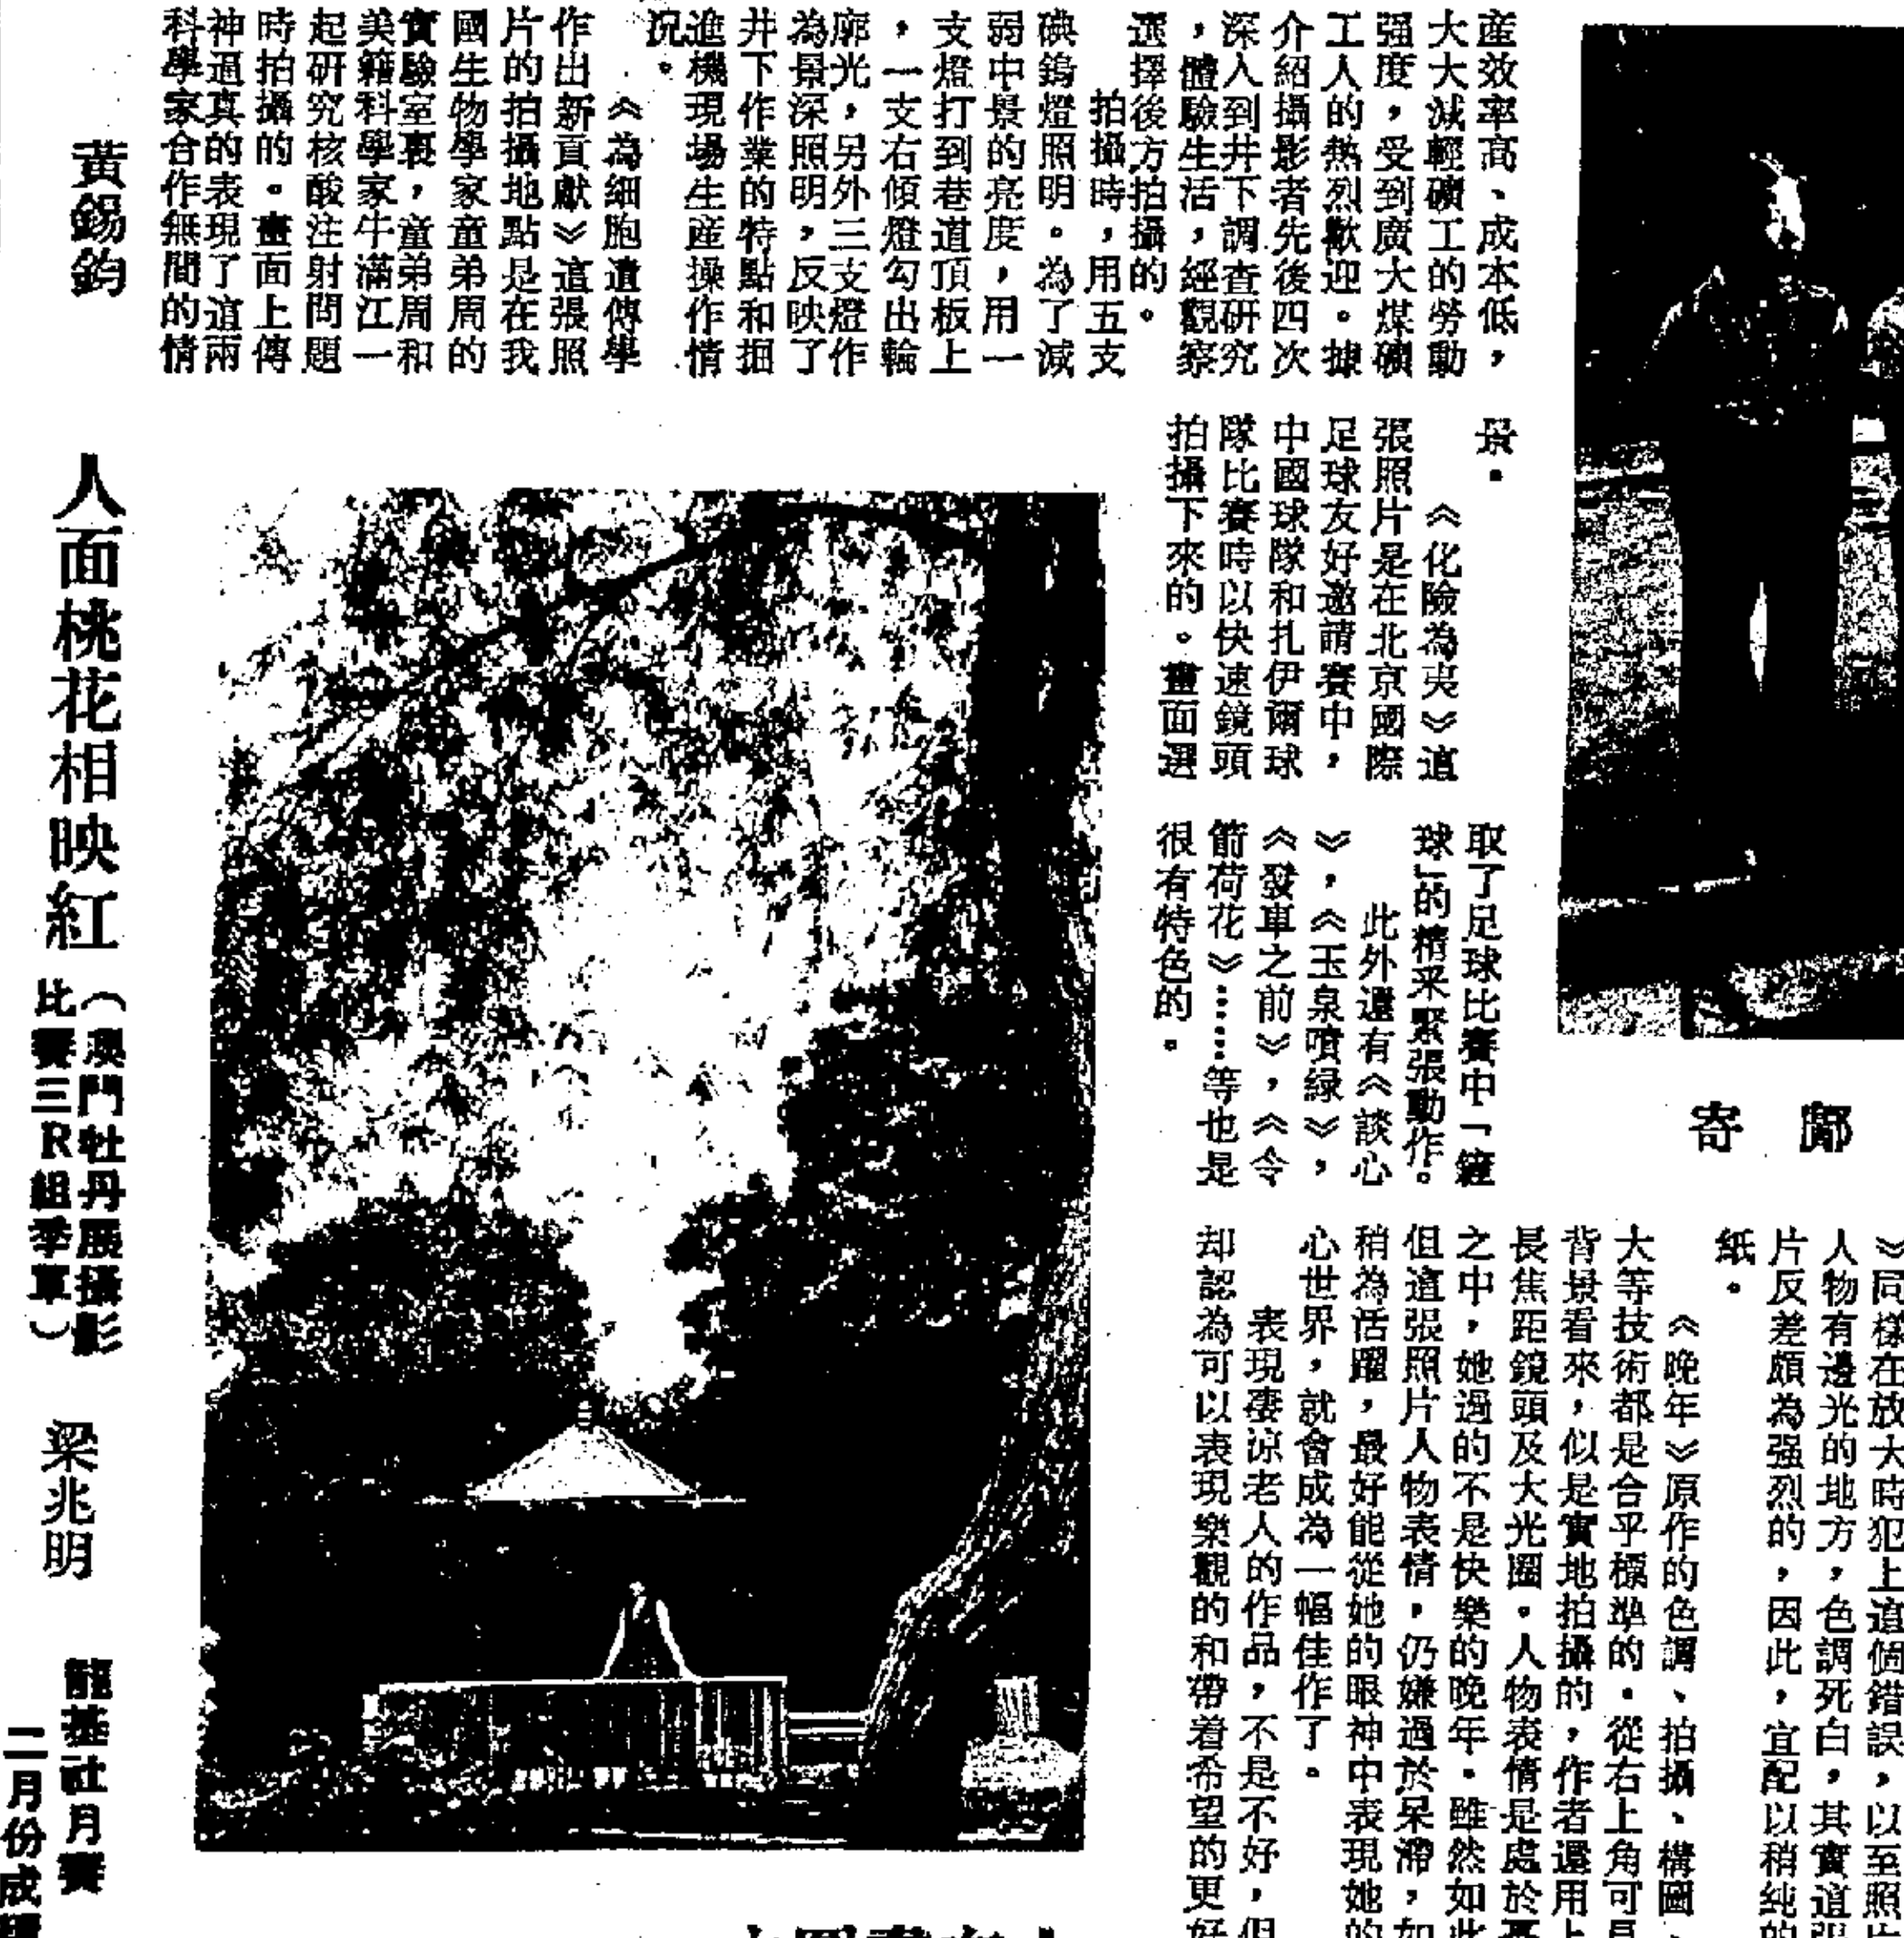 産效率高、成本低，
大大減輕礦工的勞動
强度，受到廣大煤礦
工人的熱烈歡迎。據
介紹攝影者先後四次
深入到井下調查研究
，體驗生活，經觀察
選擇後方拍攝的。
拍攝時，用五支
碘鎢燈照明。為了減
弱中景的亮度，用一
支燈打到巷道頂板上
，一支右傾燈勾出輪
廓光，另外三支燈作
為景深照明，反映了
井下作業的特點和掘
進機現場生産操作情
況。
《為細胞遺傳學
作出新貢獻》這張照
片的拍攝地點是在我
國生物學家童弟周的
實驗室裏，童弟周和
美籍科學家牛滿江一
起研究核酸注射問題
時拍攝的。畫面上傳
神逼真的表現了這兩
科學家合作無間的情
景。
《化險為夷》這
張照片是在北京國際
足球友好邀請賽中，
中國球隊和扎伊爾球
隊比賽時以快速鏡頭
拍攝下來的。畫面選
取了足球比賽中「鏟
球」的精采緊張動作。
此外還有《談心
》，《玉泉噴緑》，
《發車之前》，《令
箭荷花》……等也是
很有特色的。
黃錫鈞
寄
》同樣在放大時犯上這個錯誤，以至照片
人物有邊光的地方，色調死白，其實這張
片反差頗為强烈的，因此，宜配以稍純的
紙。
《晚年》原作的色調、拍攝、構圖、
大等技術都是合乎標準的。從右上角可見
背景看來，似是實地拍攝的，作者還用上
長焦距鏡頭及大光圈。人物表情是處於憂
之中，她過的不是快樂的晚年。雖然如此
但這張照片人物表情，仍嫌過於呆滯，如
稍為活躍，最好能從她的眼神中表現她的
心世界，就會成為一幅佳作了。
表現凄涼老人的作品，不是不好，但
却認為可以表現樂觀的和帶着希望的更好
人面桃花相映紅
（澳門牡丹展攝影
比賽三R組季軍）
梁兆明
龍基社月賽
二月份成績